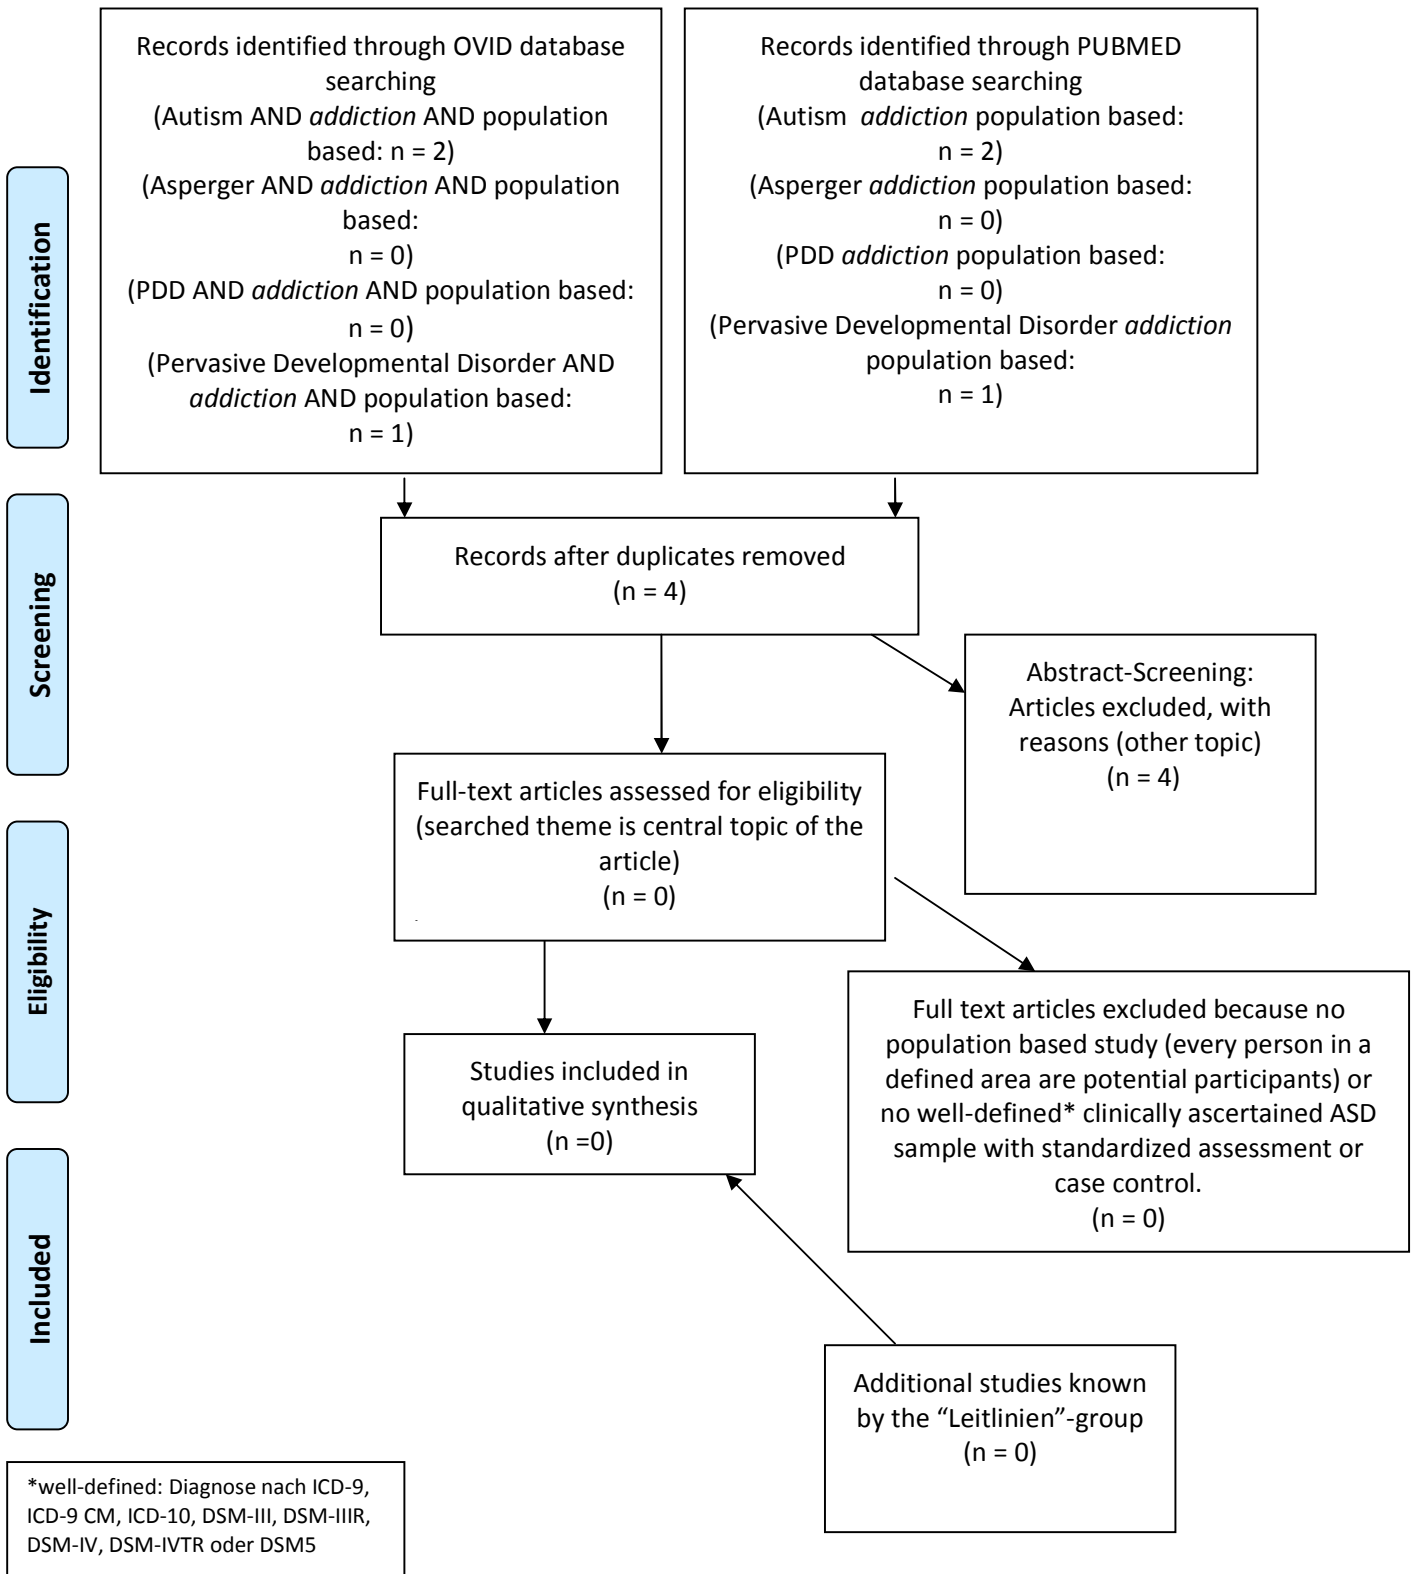 Records identified through OVID database
searching
(Autism AND addiction AND population
based: n = 2)
(Asperger AND addiction AND population
based:
n = 0)
(PDD AND addiction AND population based:
n = 0)
(Pervasive Developmental Disorder AND
addiction AND population based:
n = 1)
Records identified through PUBMED
database searching
(Autism  addiction population based:
n = 2)
(Asperger addiction population based:
n = 0)
(PDD addiction population based:
n = 0)
(Pervasive Developmental Disorder addiction
population based:
n = 1)
Identification
Screening
Records after duplicates removed
(n = 4)
Abstract-Screening:
Articles excluded, with
reasons (other topic)
(n = 4)
Full-text articles assessed for eligibility
(searched theme is central topic of the
article)
(n = 0)
Eligibility
Full text articles excluded because no
population based study (every person in a
defined area are potential participants) or
no well-defined* clinically ascertained ASD
sample with standardized assessment or
case control.
(n = 0)
Studies included in
qualitative synthesis
(n =0)
Included
Additional studies known
by the “Leitlinien”-group
(n = 0)
*well-defined: Diagnose nach ICD-9,
ICD-9 CM, ICD-10, DSM-III, DSM-IIIR,
DSM-IV, DSM-IVTR oder DSM5